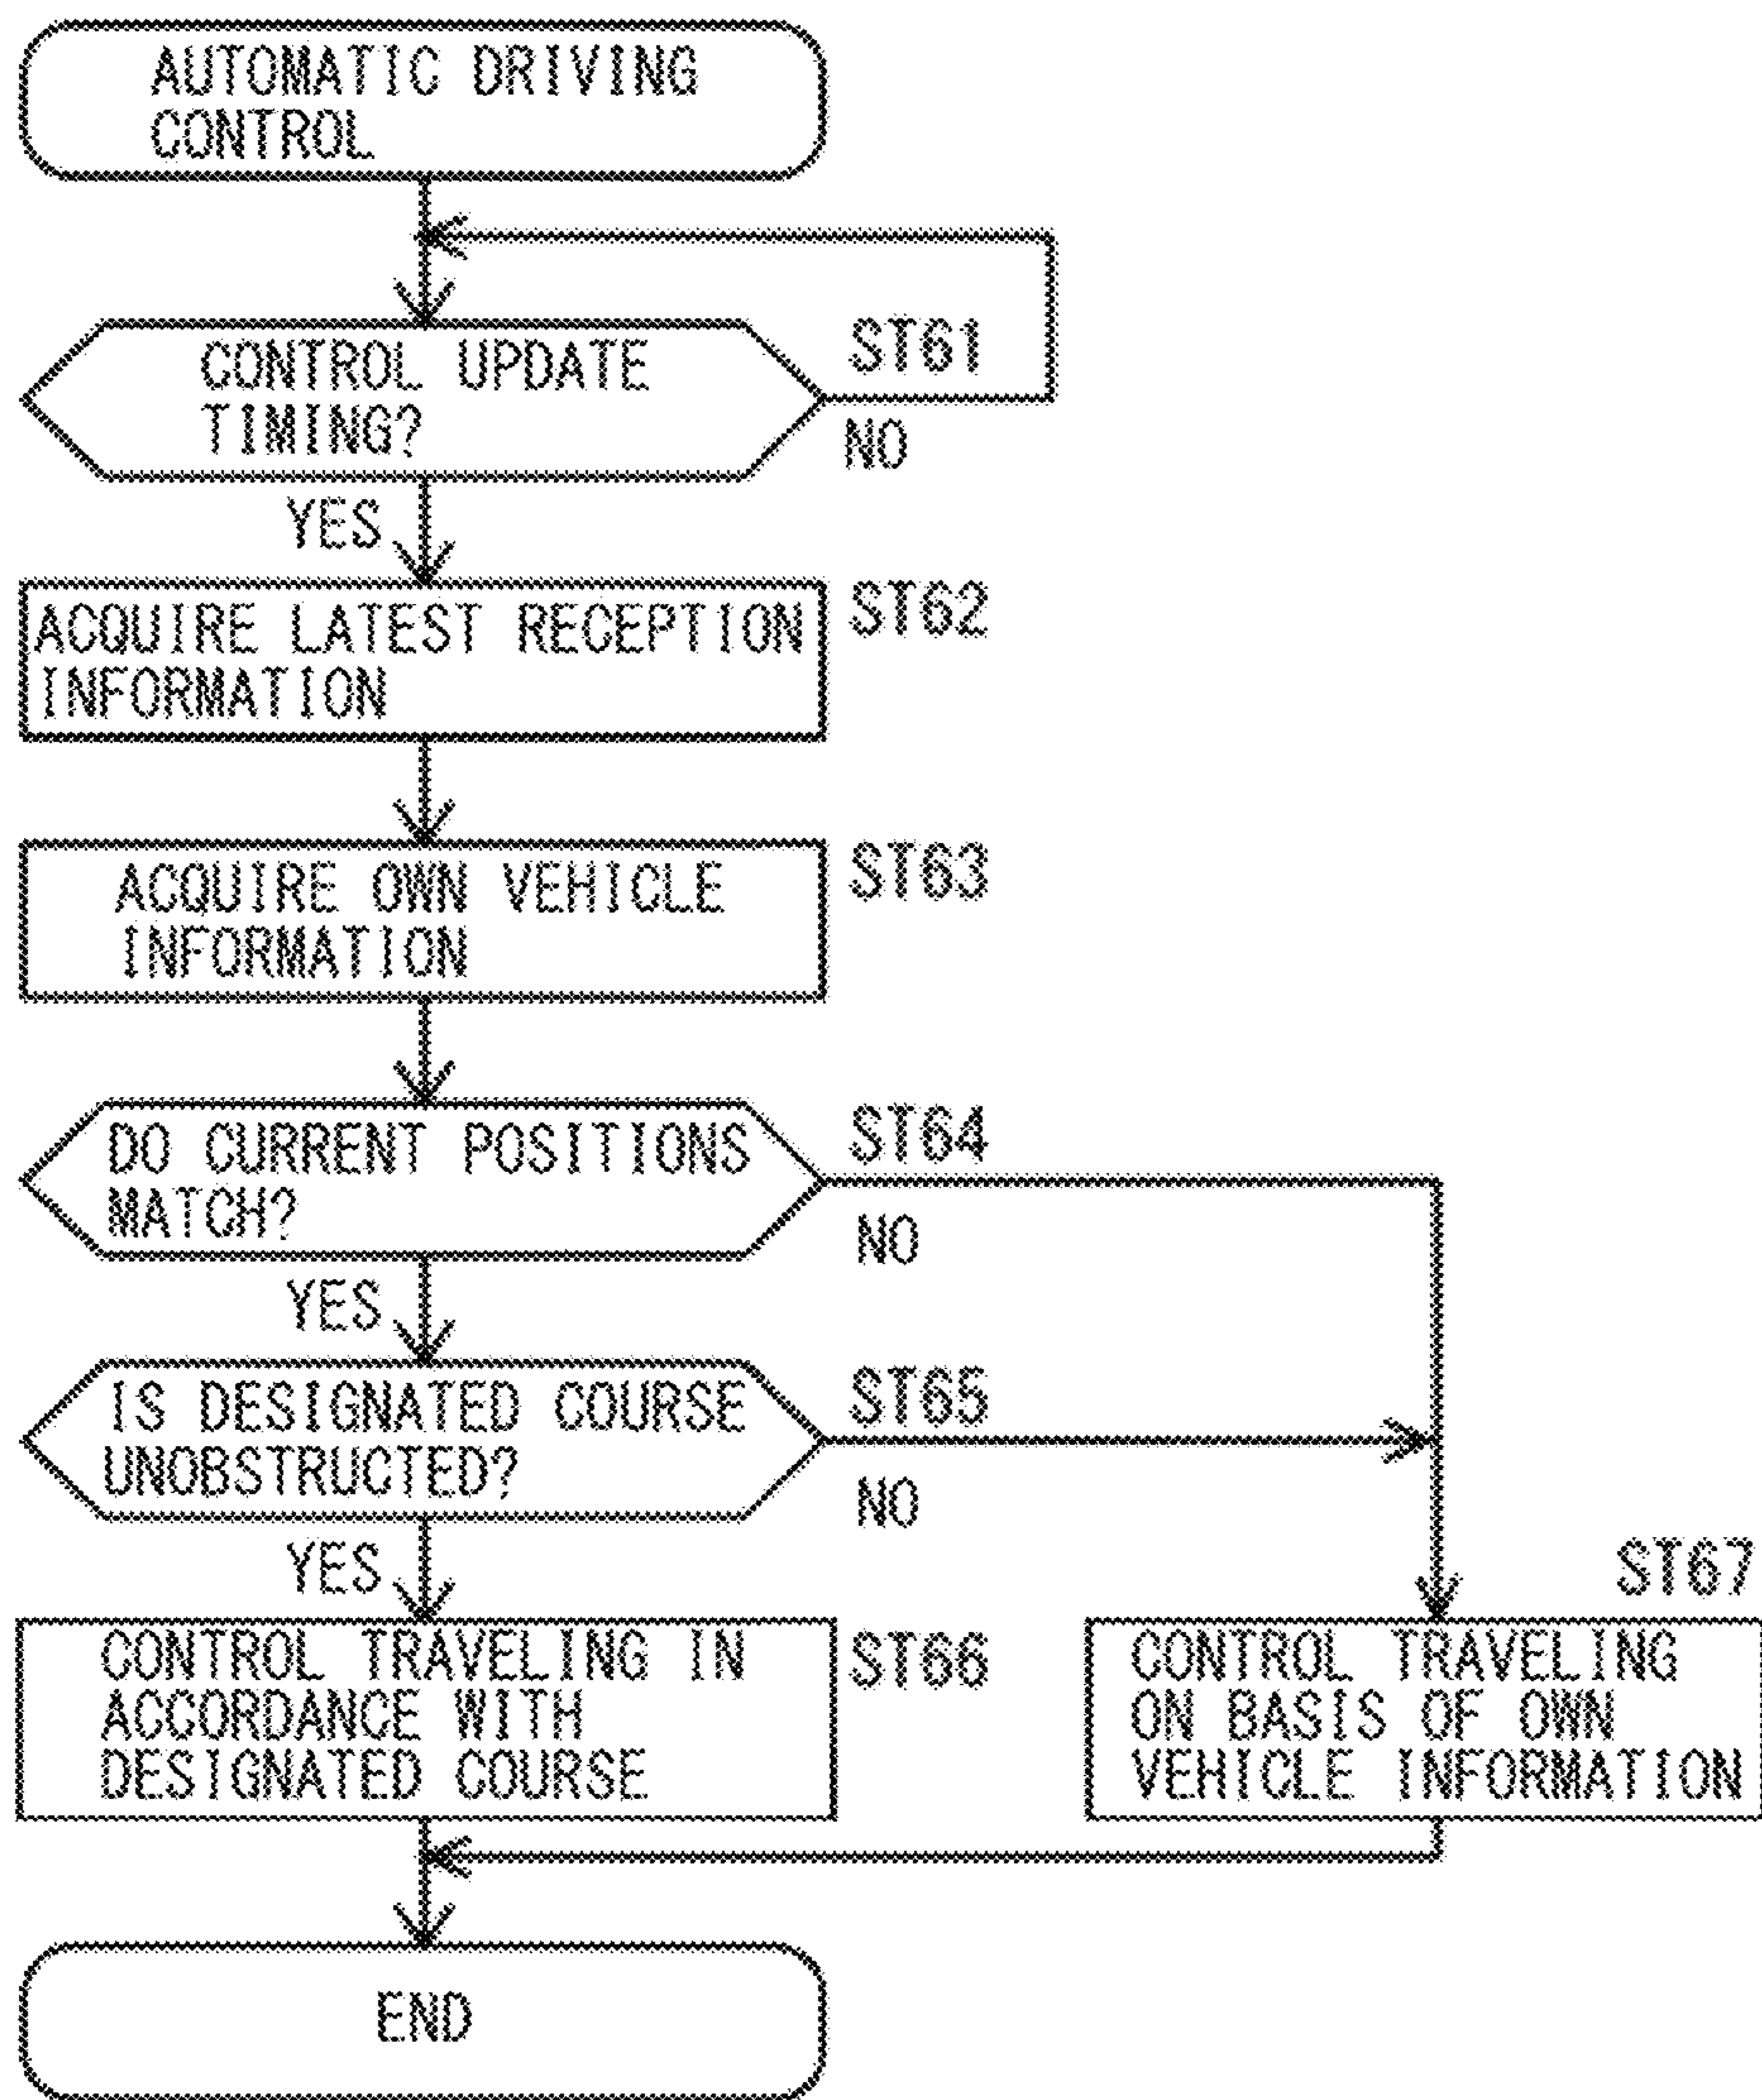 AUTOMATIC DRIVING
CONTROL
CONTROL UPDATE
TIMING?
ST61
NO
YES
ACQUIRE LATEST RECEPTION
INFORMATION
ST62
ACQUIRE OWN VEHICLE
INFORMATION
ST63
DO CURRENT POSITIONS
MATCH?
ST64
NO
YES
IS DESIGNATED COURSE
UNOBSTRUCTED?
ST65
NO
YES
CONTROL TRAVELING IN
ACCORDANCE WITH
DESIGNATED COURSE
ST66
ST67
CONTROL TRAVELING
ON BASIS OF OWN
VEHICLE INFORMATION
END